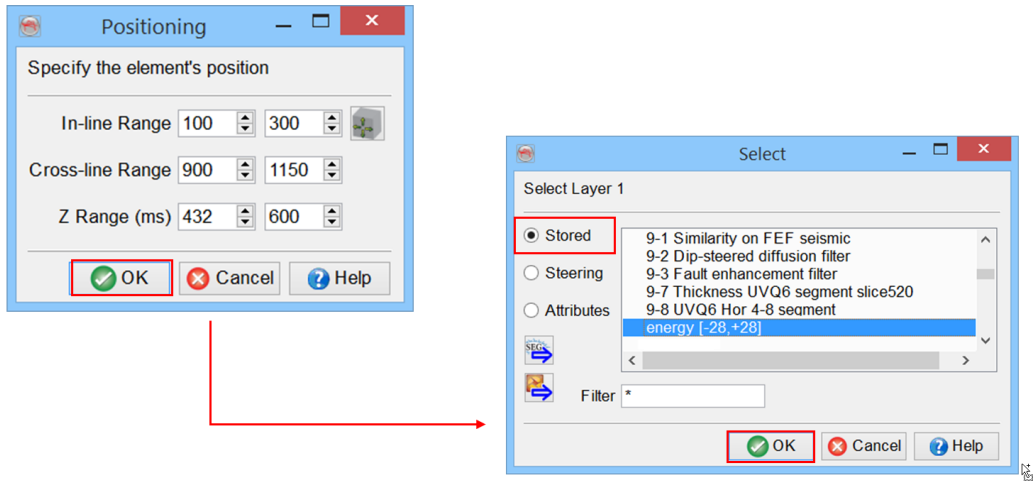 Positioning
Specify the element's position
In-line Range 100 300
Cross-line Range 900 1150
Z Range (ms) 432 600
OK Cancel Help
Select
Select Layer 1
Stored
Steering
Attributes
9-1 Similarity on FEF seismic
9-2 Dip-steered diffusion filter
9-3 Fault enhancement filter
9-7 Thickness UVQ6 segment slice520
9-8 UVQ6 Hor 4-8 segment
energy [-28,+28]
SEG
Filter *
OK Cancel Help